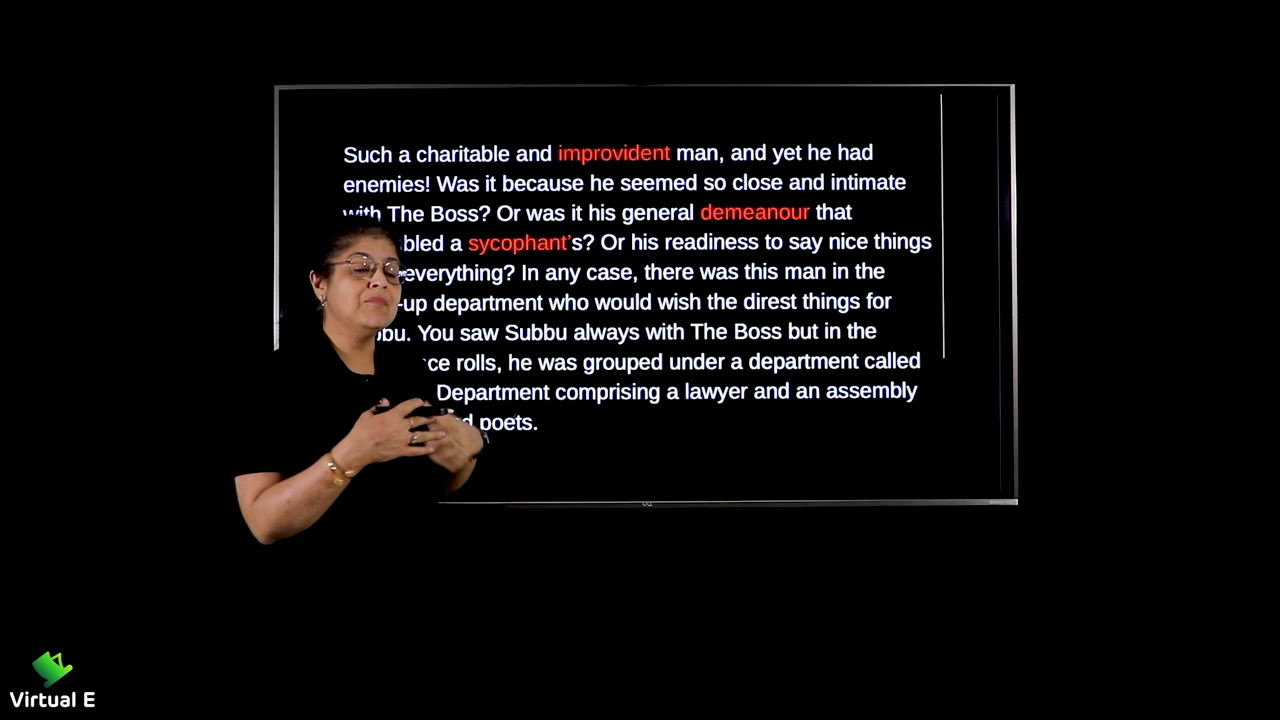 Such a charitable and improvident man, and yet he had
enemies! Was it because he seemed so close and intimate
with The Boss? Or was it his general demeanour that
bled a sycophant's? Or his readiness to say nice things
everything? In any case, there was this man in the
-up department who would wish the direst things for
bu. You saw Subbu always with The Boss but in the
ce rolls, he was grouped under a department called
Department comprising a lawyer and an assembly
d poets.
Virtual E